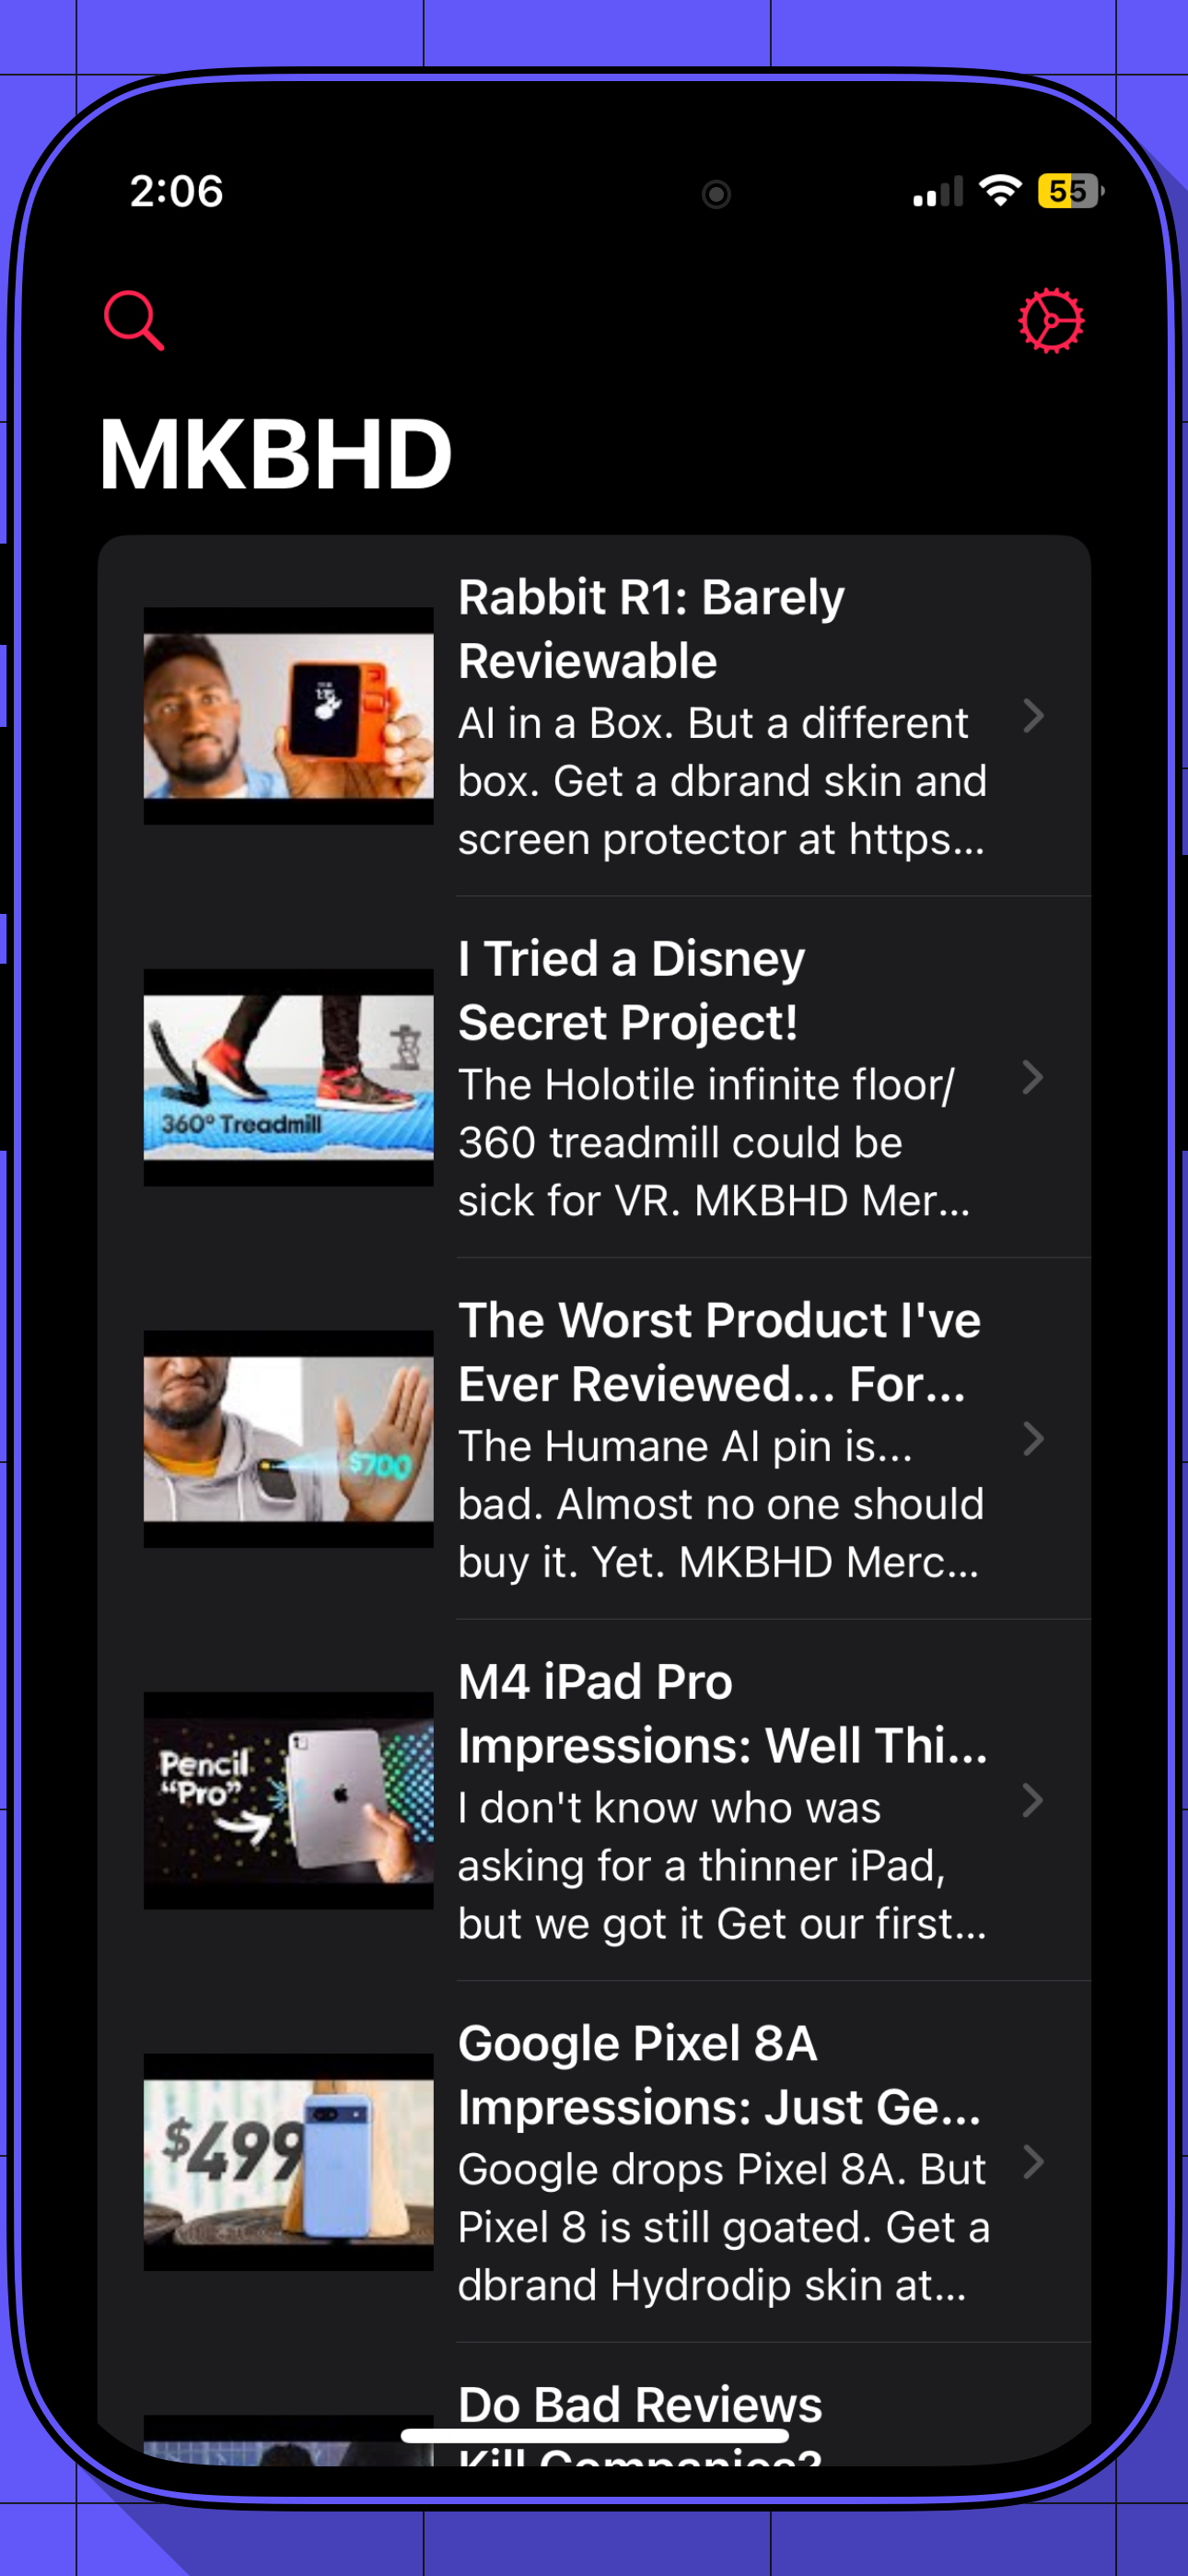 2:06
55
MKBHD
Rabbit R1: Barely
Reviewable
AI in a Box. But a different
box. Get a dbrand skin and
screen protector at https...
360° Treadmill
I Tried a Disney
Secret Project!
The Holotile infinite floor/
360 treadmill could be
sick for VR. MKBHD Mer...
$700
The Worst Product I've
Ever Reviewed... For...
The Humane AI pin is...
bad. Almost no one should
buy it. Yet. MKBHD Merc...
Pencil
“Pro”
M4 iPad Pro
Impressions: Well Thi...
I don't know who was
asking for a thinner iPad,
but we got it Get our first...
$499
Google Pixel 8A
Impressions: Just Ge...
Google drops Pixel 8A. But
Pixel 8 is still goated. Get a
dbrand Hydrodip skin at...
Do Bad Reviews
Kill Companies?